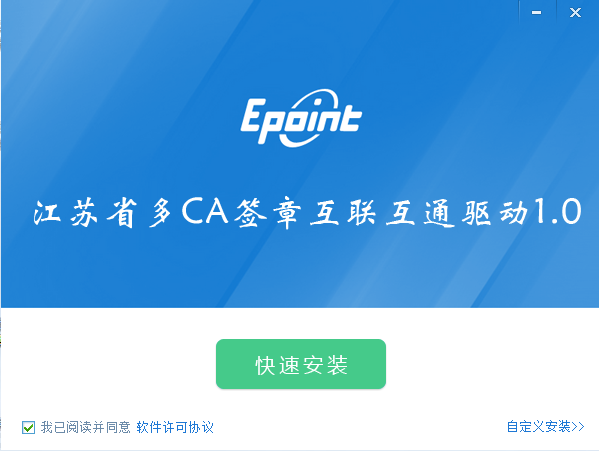 Epoint
江苏省多CA签章互联互通驱动1.0
快速安装
我已阅读并同意 软件许可协议
自定义安装>>